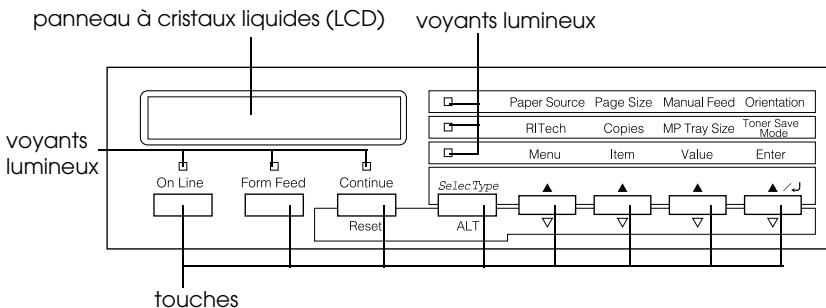 panneau à cristaux liquides (LCD) voyants lumineux
Paper Source Page Size Manual Feed Orientation
RITech Copies MP Tray Size Toner Save Mode
Menu Item Value Enter
voyants
lumineux
On Line Form Feed Continue SelecType
Reset ALT
touches